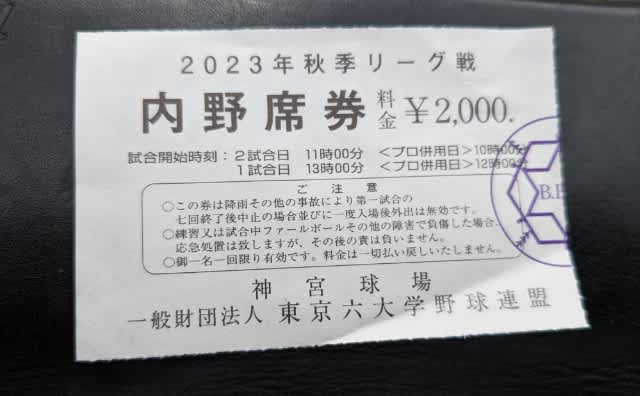 2023年秋季リーグ戦
内野席券 料金 ¥2,000.
試合開始時刻：2試合日 11時00分 <プロ併用日>10時00分
1試合日 13時00分 <プロ併用日>12時00分
ご注意
○この券は降雨その他の事故により第一試合の
七回終了後中止の場合並びに一度入場後外出は無効です。
○練習又は試合中ファールボールその他の障害で負傷した場合、
応急処置は致しますが、その後の責は負いません。
○御一名一回限り有効です。料金は一切払い戻しいたしません。
神宮球場
一般財団法人 東京六大学野球連盟